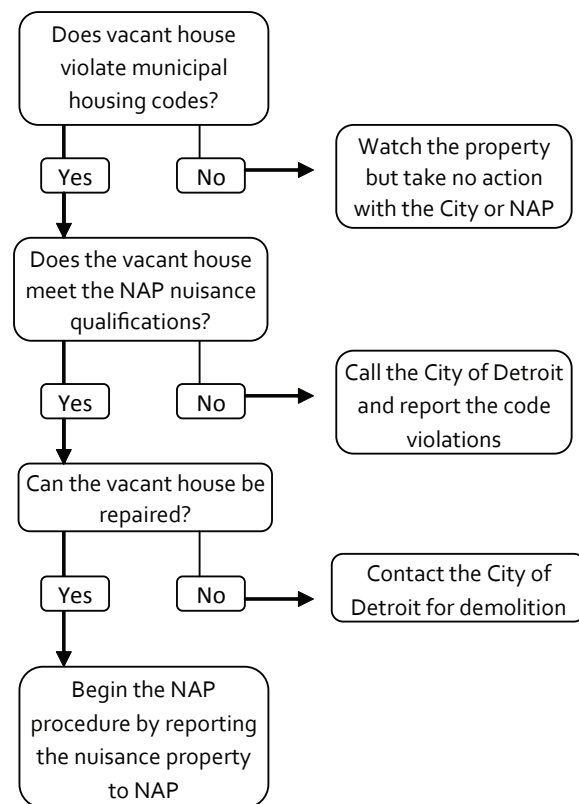 Does vacant house
violate municipal
housing codes?
Yes
No
Watch the property
but take no action
with the City or NAP
Does the vacant house
meet the NAP nuisance
qualifications?
Yes
No
Call the City of Detroit
and report the code
violations
Can the vacant house be
repaired?
Yes
No
Contact the City of
Detroit for demolition
Begin the NAP
procedure by reporting
the nuisance property
to NAP